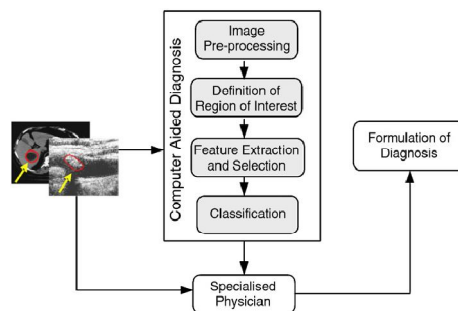 Computer Aided Diagnosis
Image
Pre-processing
Definition of
Region of Interest
Feature Extraction
and Selection
Classification
Specialised
Physician
Formulation of
Diagnosis